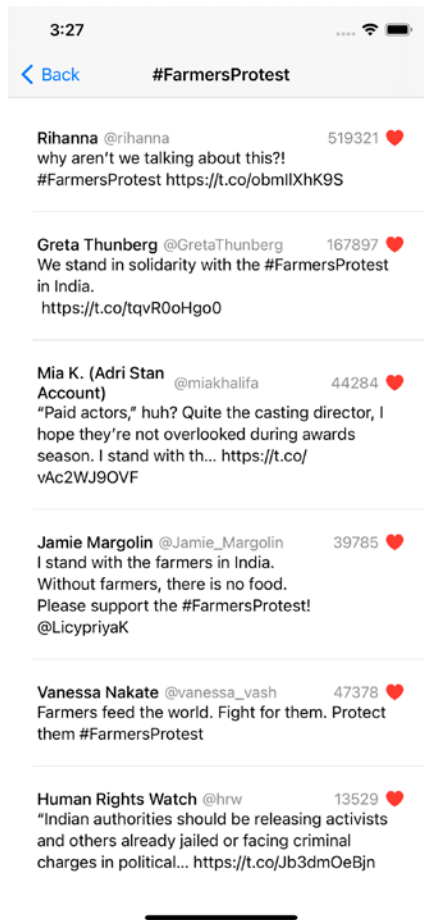 3:27
Back
#FarmersProtest
Rihanna @rihanna 519321
why aren't we talking about this?!
#FarmersProtest https://t.co/obmIlXhK9S
Greta Thunberg @GretaThunberg 167897
We stand in solidarity with the #FarmersProtest
in India.
https://t.co/tqvR0oHgo0
Mia K. (Adri Stan
Account) @miakhalifa 44284
“Paid actors,” huh? Quite the casting director, I
hope they’re not overlooked during awards
season. I stand with th... https://t.co/
vAc2WJ9OVF
Jamie Margolin @Jamie_Margolin 39785
I stand with the farmers in India.
Without farmers, there is no food.
Please support the #FarmersProtest!
@LicypriyaK
Vanessa Nakate @vanessa_vash 47378
Farmers feed the world. Fight for them. Protect
them #FarmersProtest
Human Rights Watch @hrw 13529
“Indian authorities should be releasing activists
and others already jailed or facing criminal
charges in political... https://t.co/Jb3dmOeBjn